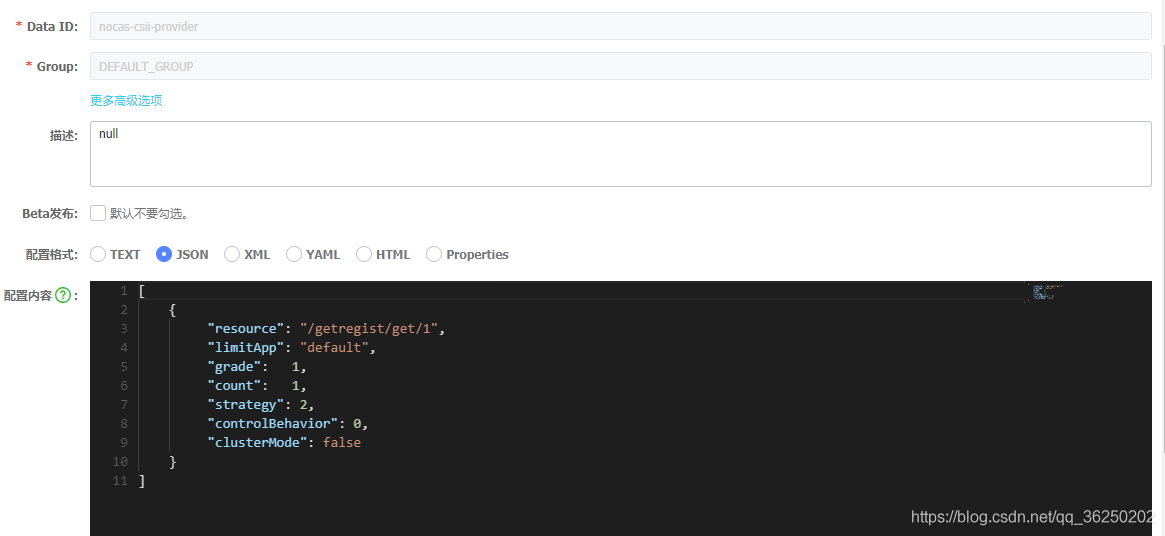 * Data ID: nocas-csii-provider
* Group: DEFAULT_GROUP
更多高级选项
描述: null
Beta发布: 默认不要勾选。
配置格式: TEXT JSON XML YAML HTML Properties
配置内容 ? :
1 [
2 {
3 "resource": "/getregist/get/1",
4 "limitApp": "default",
5 "grade": 1,
6 "count": 1,
7 "strategy": 2,
8 "controlBehavior": 0,
9 "clusterMode": false
10 }
11 ]
https://blog.csdn.net/qq_36250202